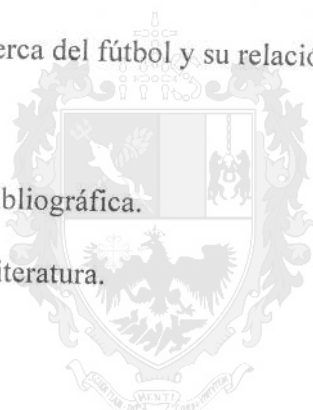 erca del fútbol y su relació
bliográfica.
iteratura.